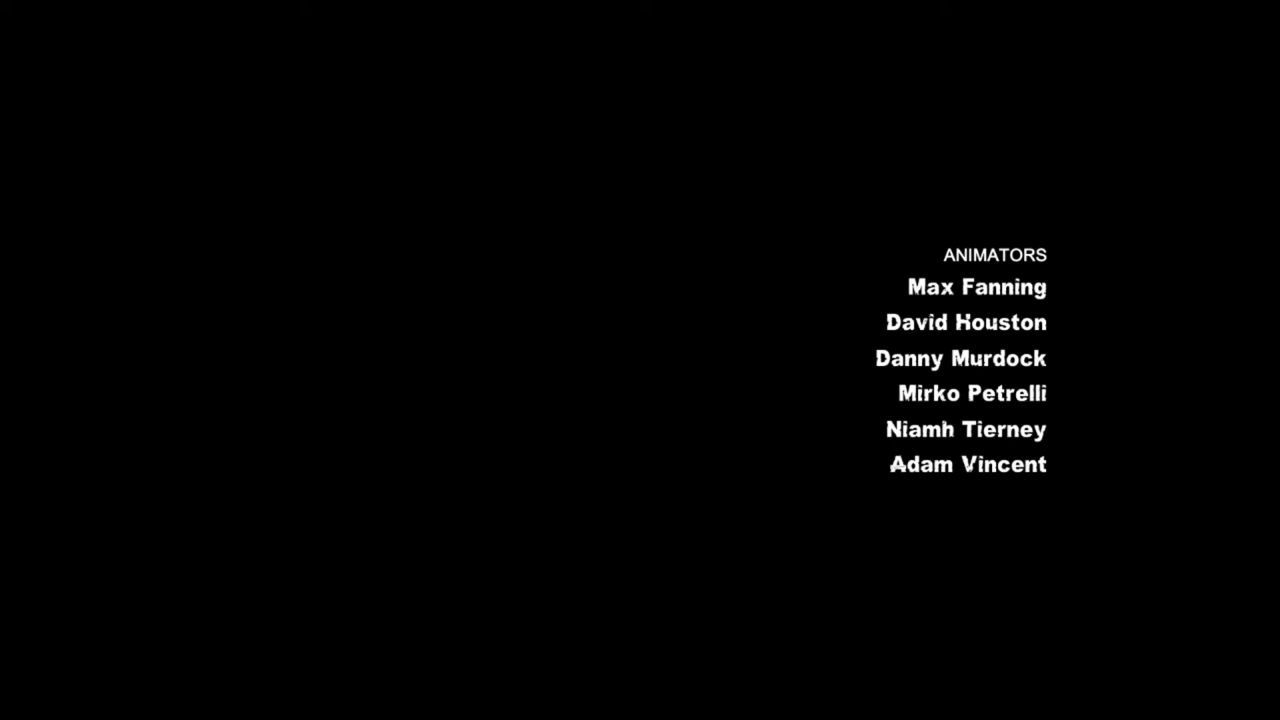 ANIMATORS
Max Fanning
David Houston
Danny Murdock
Mirko Petrelli
Niamh Tierney
Adam Vincent